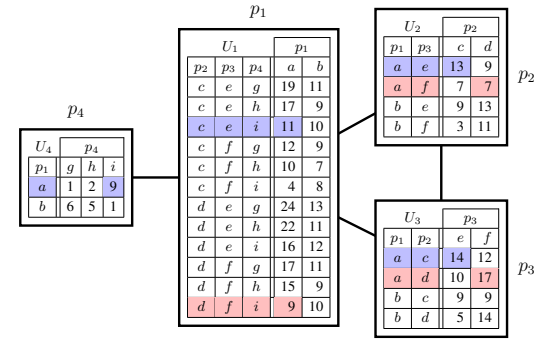 p₁
U₁ p₁
p₂ p₃ p₄ a b
c e g 19 11
c e h 17 9
c e i 11 10
c f g 12 9
c f h 10 7
c f i 4 8
d e g 24 13
d e h 22 11
d e i 16 12
d f g 17 11
d f h 15 9
d f i 9 10
p₄
U₄ p₄
p₁ g h i
a 1 2 9
b 6 5 1
U₂ p₂
p₁ p₃ c d
a e 13 9
a f 7 7
b e 9 13
b f 3 11
p₂
U₃ p₃
p₁ p₂ e f
a c 14 12
a d 10 17
b c 9 9
b d 5 14
p₃